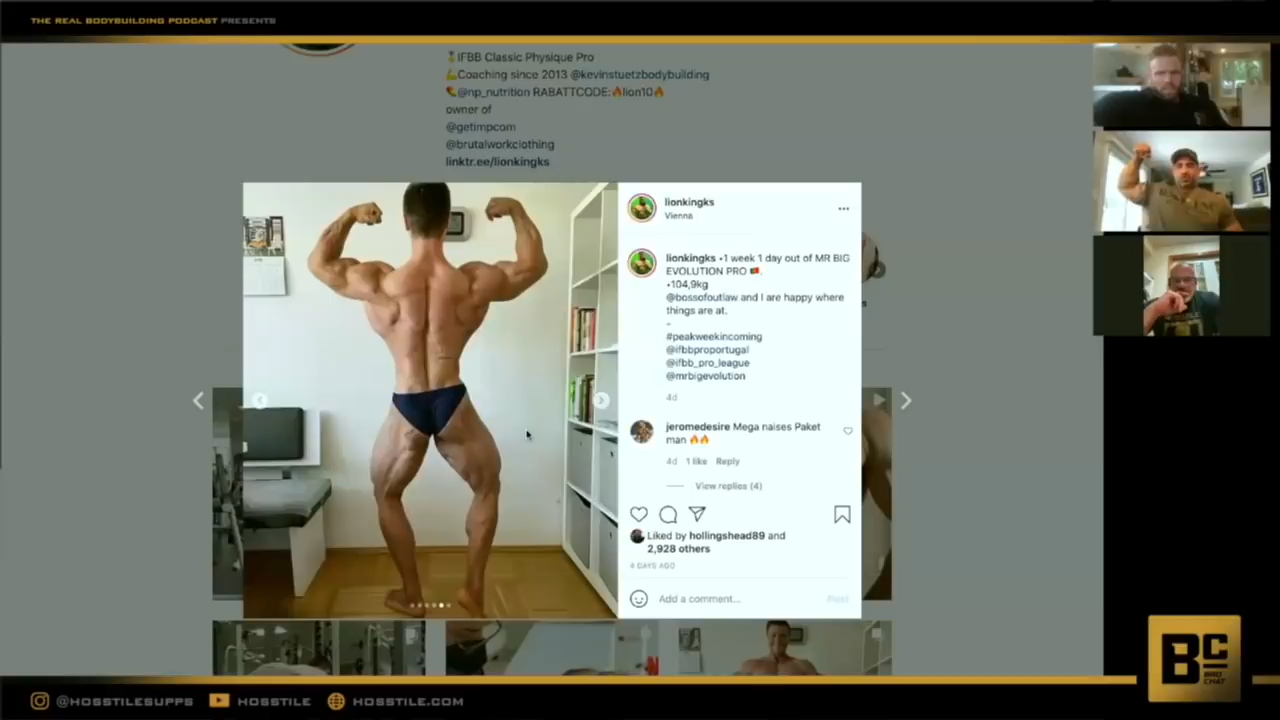 THE REAL BODYBUILDING PODCAST PRESENTS
🏅IFBB Classic Physique Pro
💪Coaching since 2013 @kevinstuetzbodybuilding
💊@np_nutrition RABATTCODE:🔥lion10🔥
owner of
@getimpcom
@brutalworkclothing
linktr.ee/lionkingks
lionkingks
Vienna
lionkingks •1 week 1 day out of MR BIG
EVOLUTION PRO 🇵🇹.
•104,9kg
@bossofoutlaw and I are happy where
things are at.
-
#peakweekincoming
@ifbbproportugal
@ifbb_pro_league
@mrbigevolution
4d
jeromedesire Mega naises Paket
man 🔥🔥
4d 1 like Reply
View replies (4)
Liked by hollingshead89 and
2,928 others
4 DAYS AGO
Add a comment...
Post
BC
BRO
CHAT
@HOSSTILESUPPS HOSSTILE HOSSTILE.COM